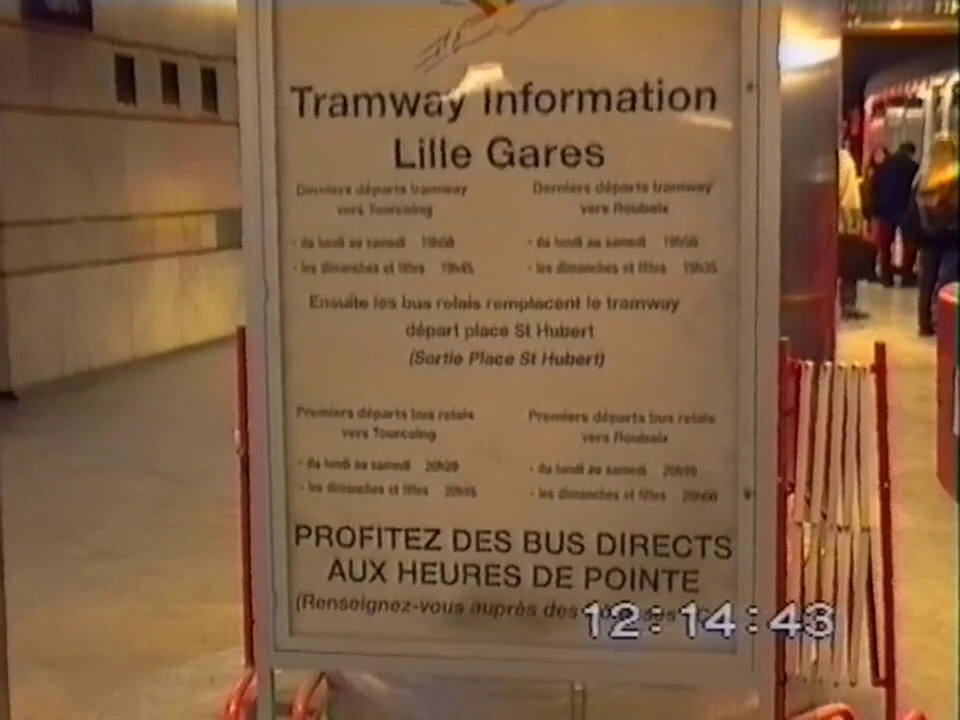 Tramway Information
Lille Gares
Derniers départs tramway
vers Tourcoing
- du lundi au samedi
- les dimanches et fêtes 19h45
Derniers départs tramway
vers Roubaix
- du lundi au samedi
- les dimanches et fêtes 19h35
Ensuite les bus relais remplacent le tramway
départ place St Hubert
(Sortie Place St Hubert)
Premiers départs bus relais
vers Tourcoing
- du lundi au samedi
- les dimanches et fêtes
Premiers départs bus relais
vers Roubaix
- du lundi au samedi
- les dimanches et fêtes
PROFITEZ DES BUS DIRECTS
AUX HEURES DE POINTE
(Renseignez-vous auprès des
12:14:43